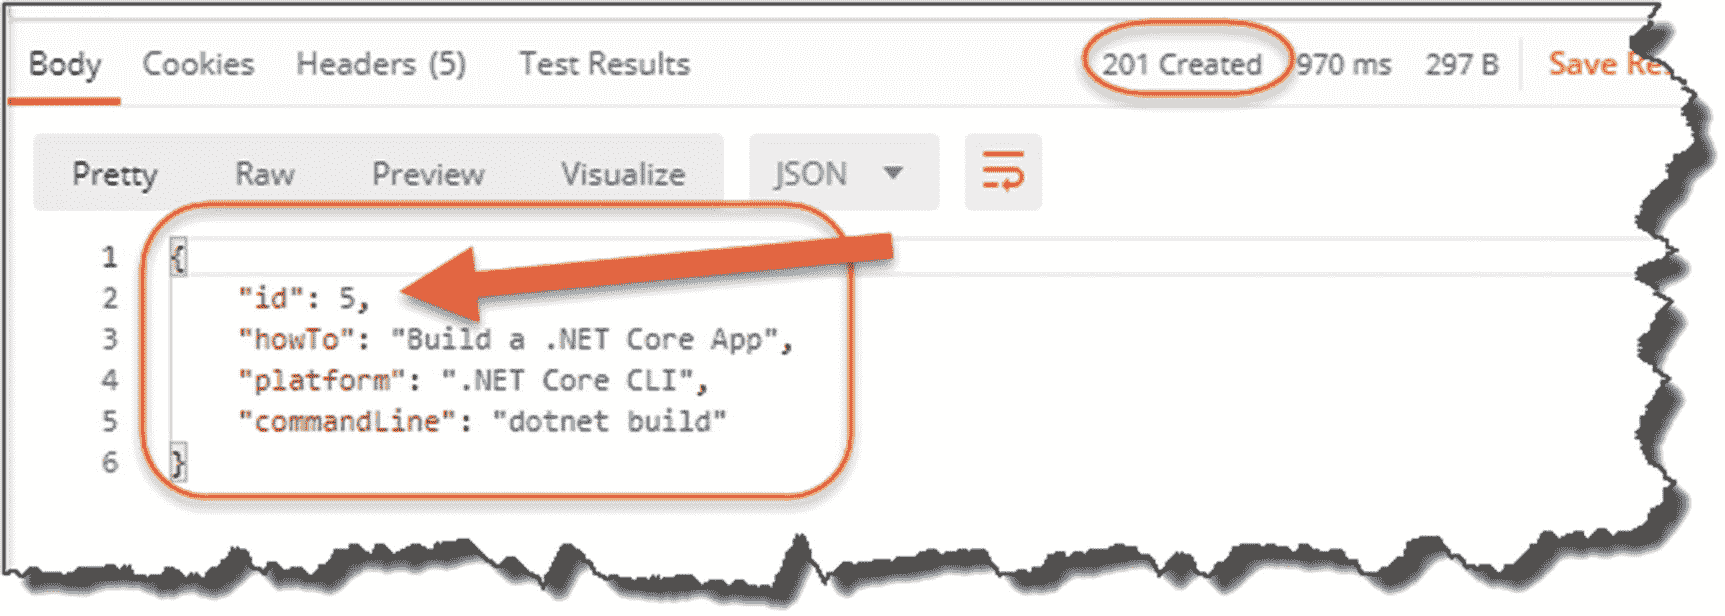 Body Cookies Headers (5) Test Results 201 Created 970 ms 297 B Save
Pretty Raw Preview Visualize JSON
1 {
2 "id": 5,
3 "howTo": "Build a .NET Core App",
4 "platform": ".NET Core CLI",
5 "commandLine": "dotnet build"
6 }